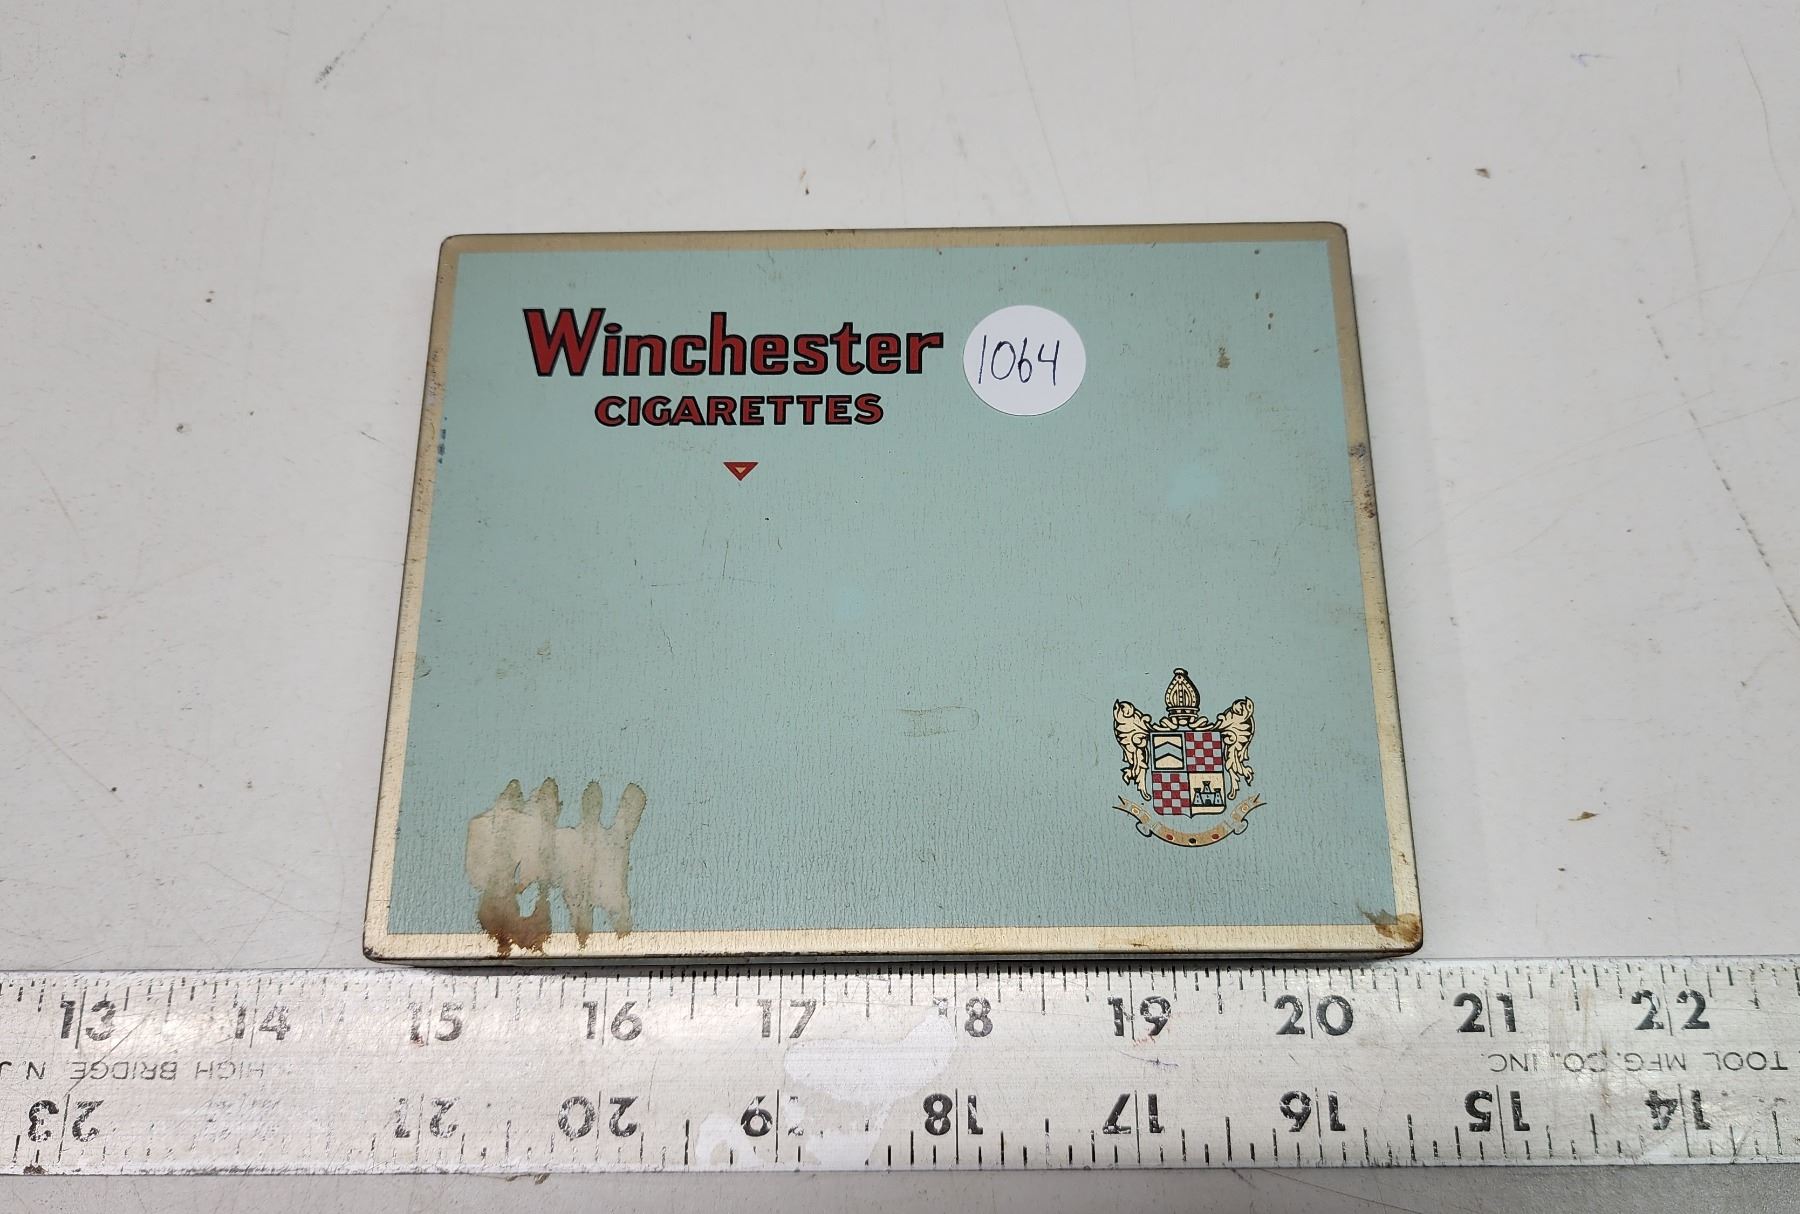 Winchester
1064
CIGARETTES
13 14 15 16 17 18 19 20 21 22
HIGH BRIDGE N.J
TOOL MFG. CO., INC.
23 21 20 19 18 17 16 15 14